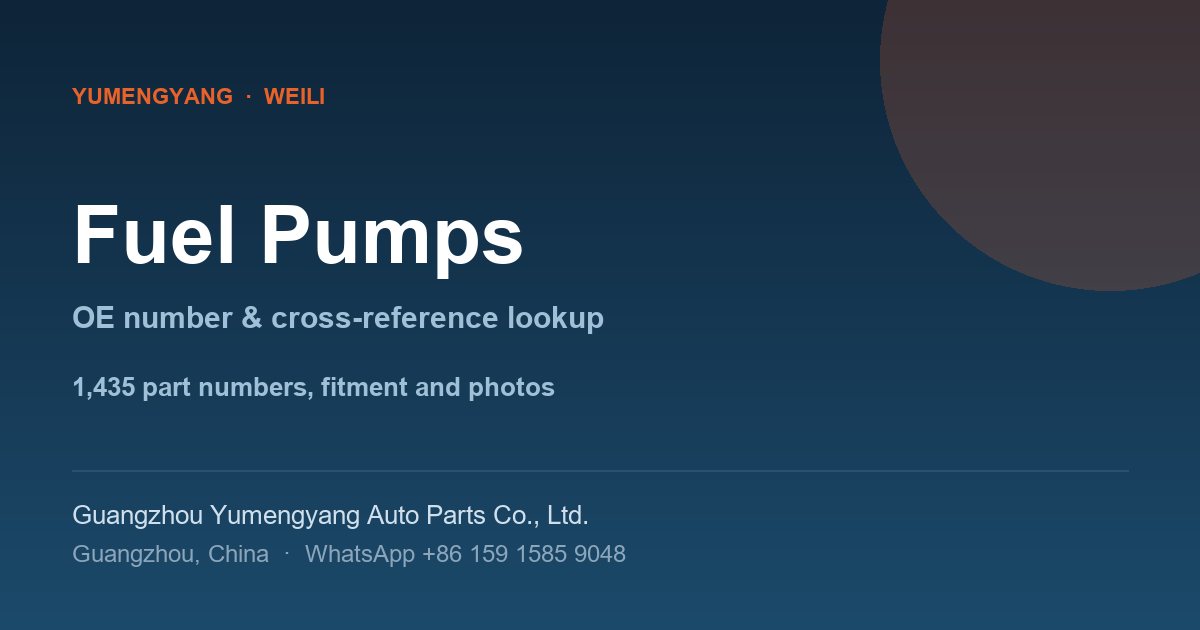 YUMENGYANG · WEILI
Fuel Pumps
OE number & cross-reference lookup
1,435 part numbers, fitment and photos
Guangzhou Yumengyang Auto Parts Co., Ltd.
Guangzhou, China · WhatsApp +86 159 1585 9048